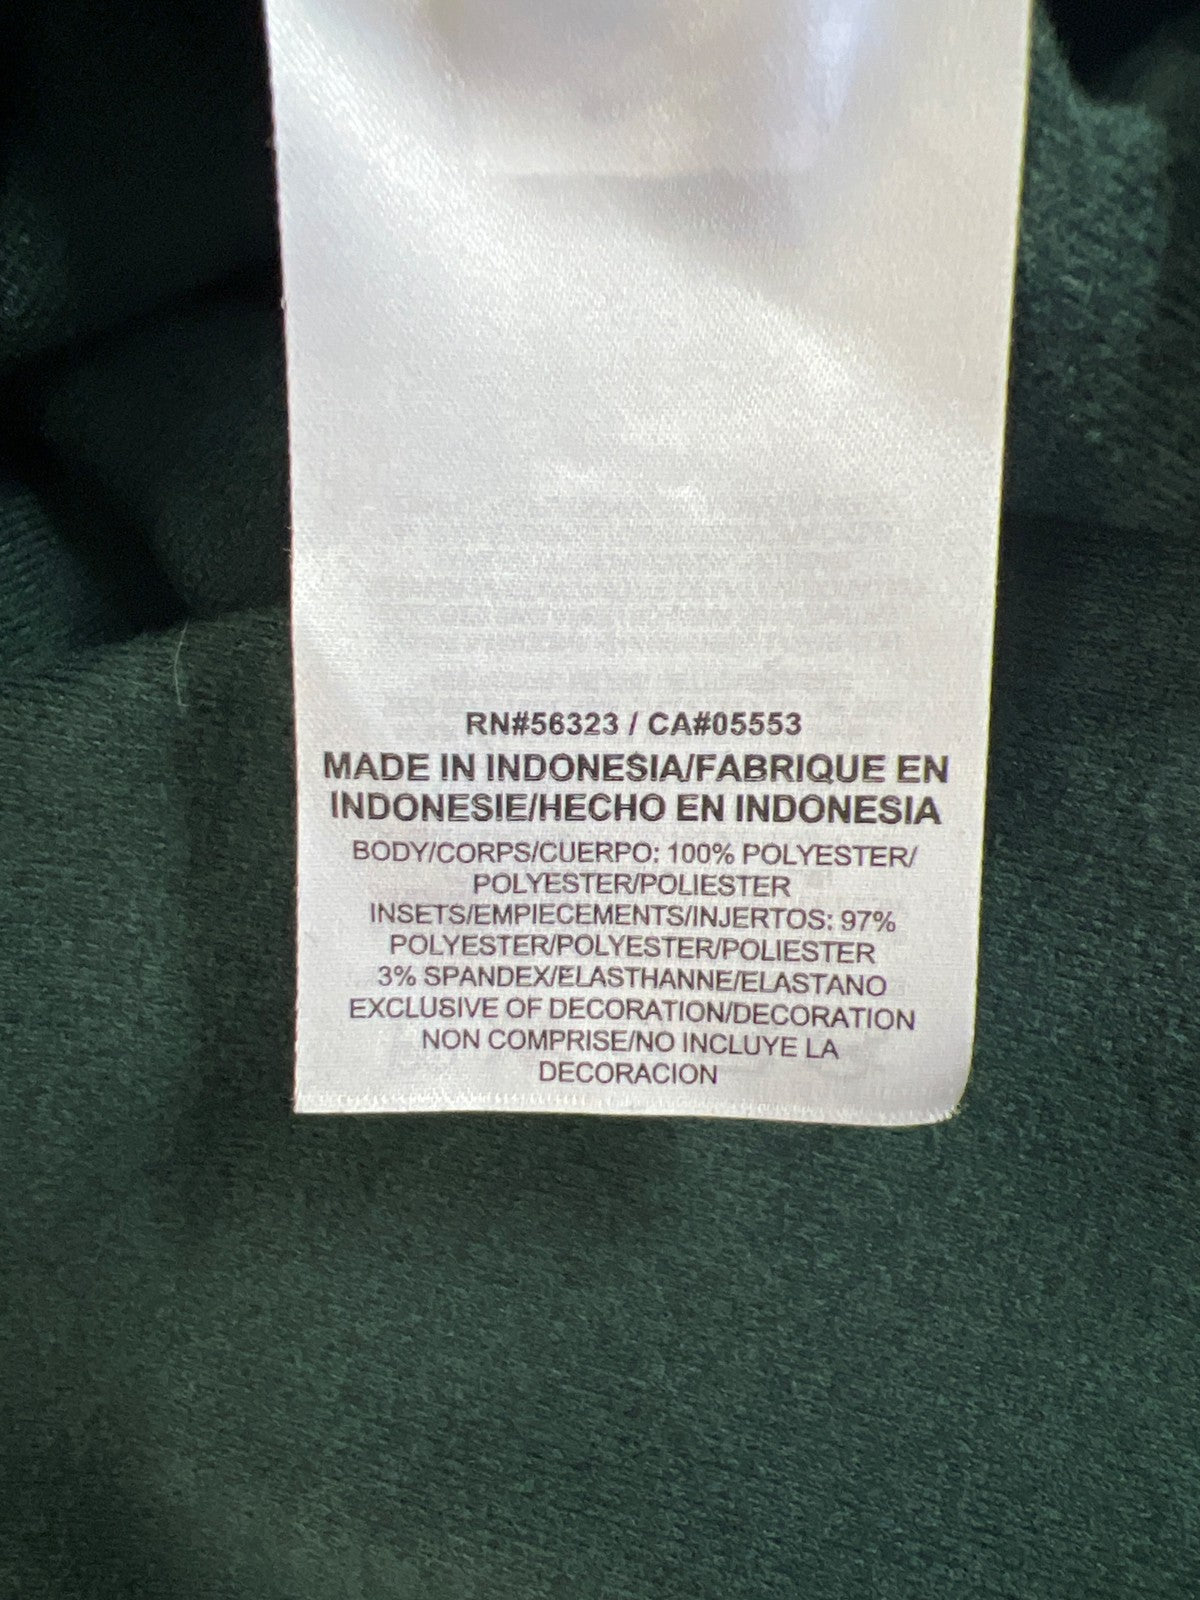 RN#56323 / CA#05553
MADE IN INDONESIA/FABRIQUE EN
INDONESIE/HECHO EN INDONESIA
BODY/CORPS/CUERPO: 100% POLYESTER/
POLYESTER/POLIESTER
INSETS/EMPIECEMENTS/INJERTOS: 97%
POLYESTER/POLYESTER/POLIESTER
3% SPANDEX/ELASTHANNE/ELASTANO
EXCLUSIVE OF DECORATION/DECORATION
NON COMPRISE/NO INCLUYE LA
DECORACION